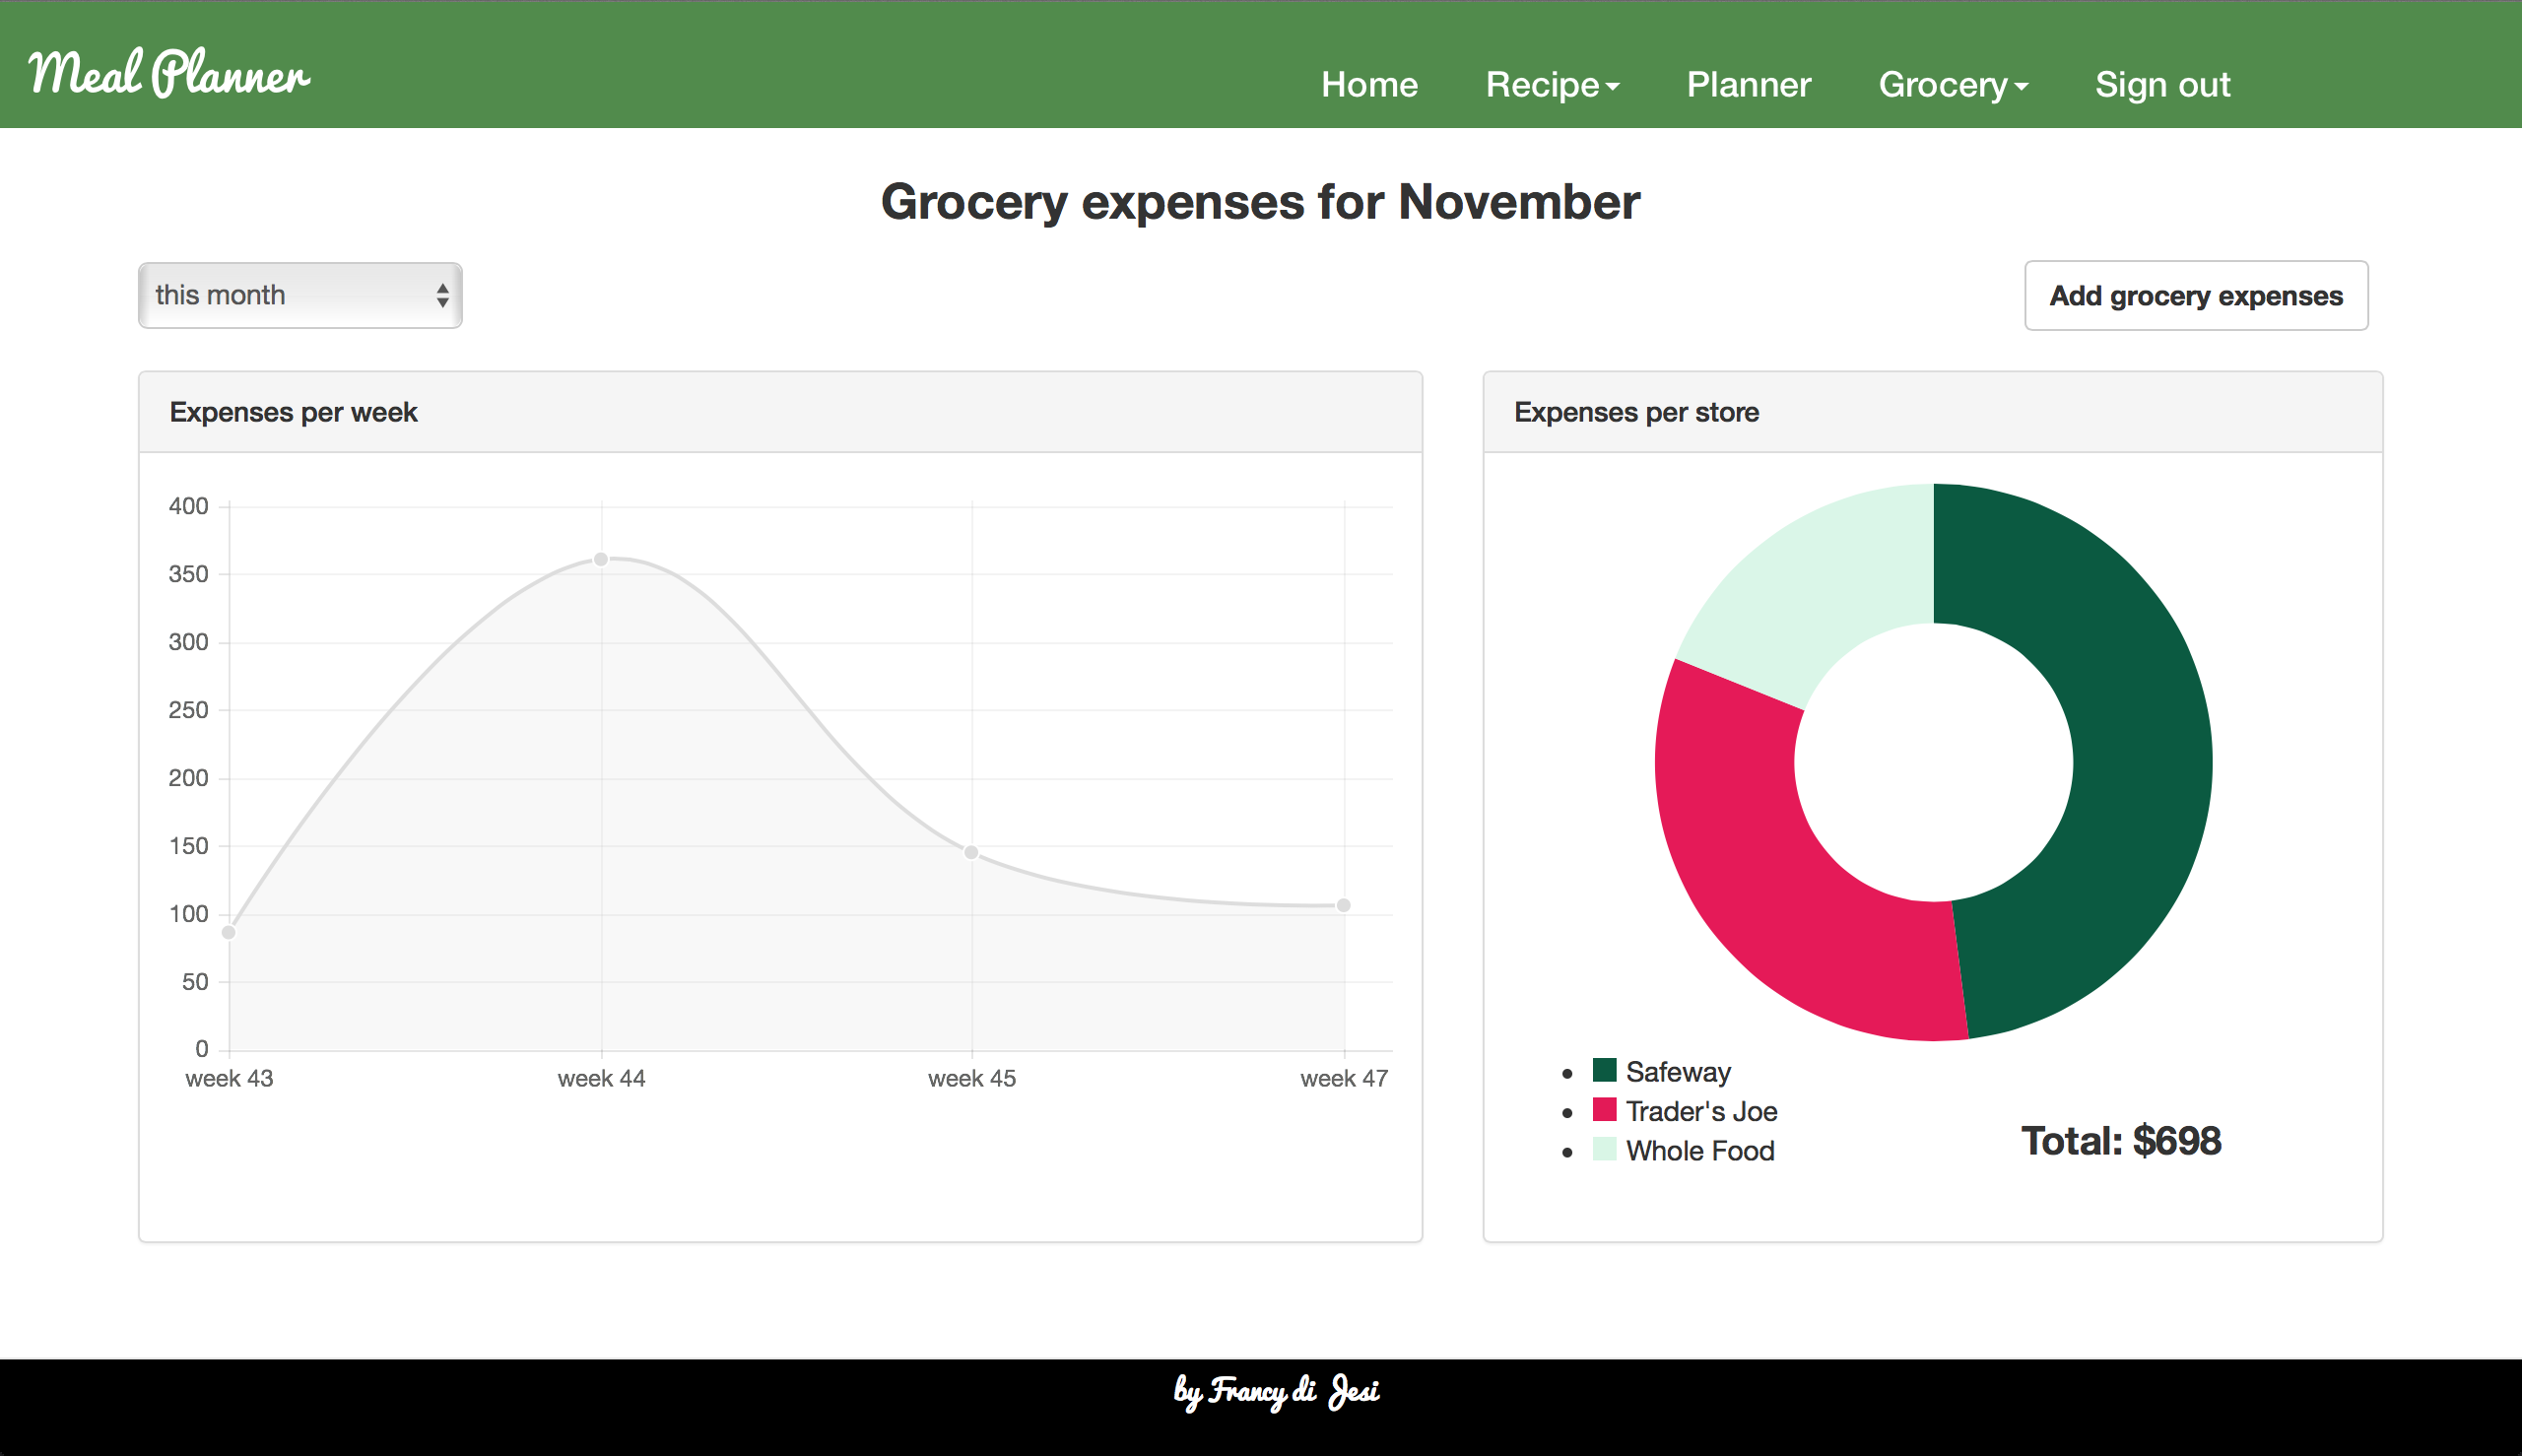 Meal Planner
Home Recipe Planner Grocery Sign out
Grocery expenses for November
this month
Add grocery expenses
Expenses per week
400
350
300
250
200
150
100
50
0
week 43 week 44 week 45 week 47
Expenses per store
Safeway
Trader's Joe
Whole Food
Total: $698
by Francy di Jesi